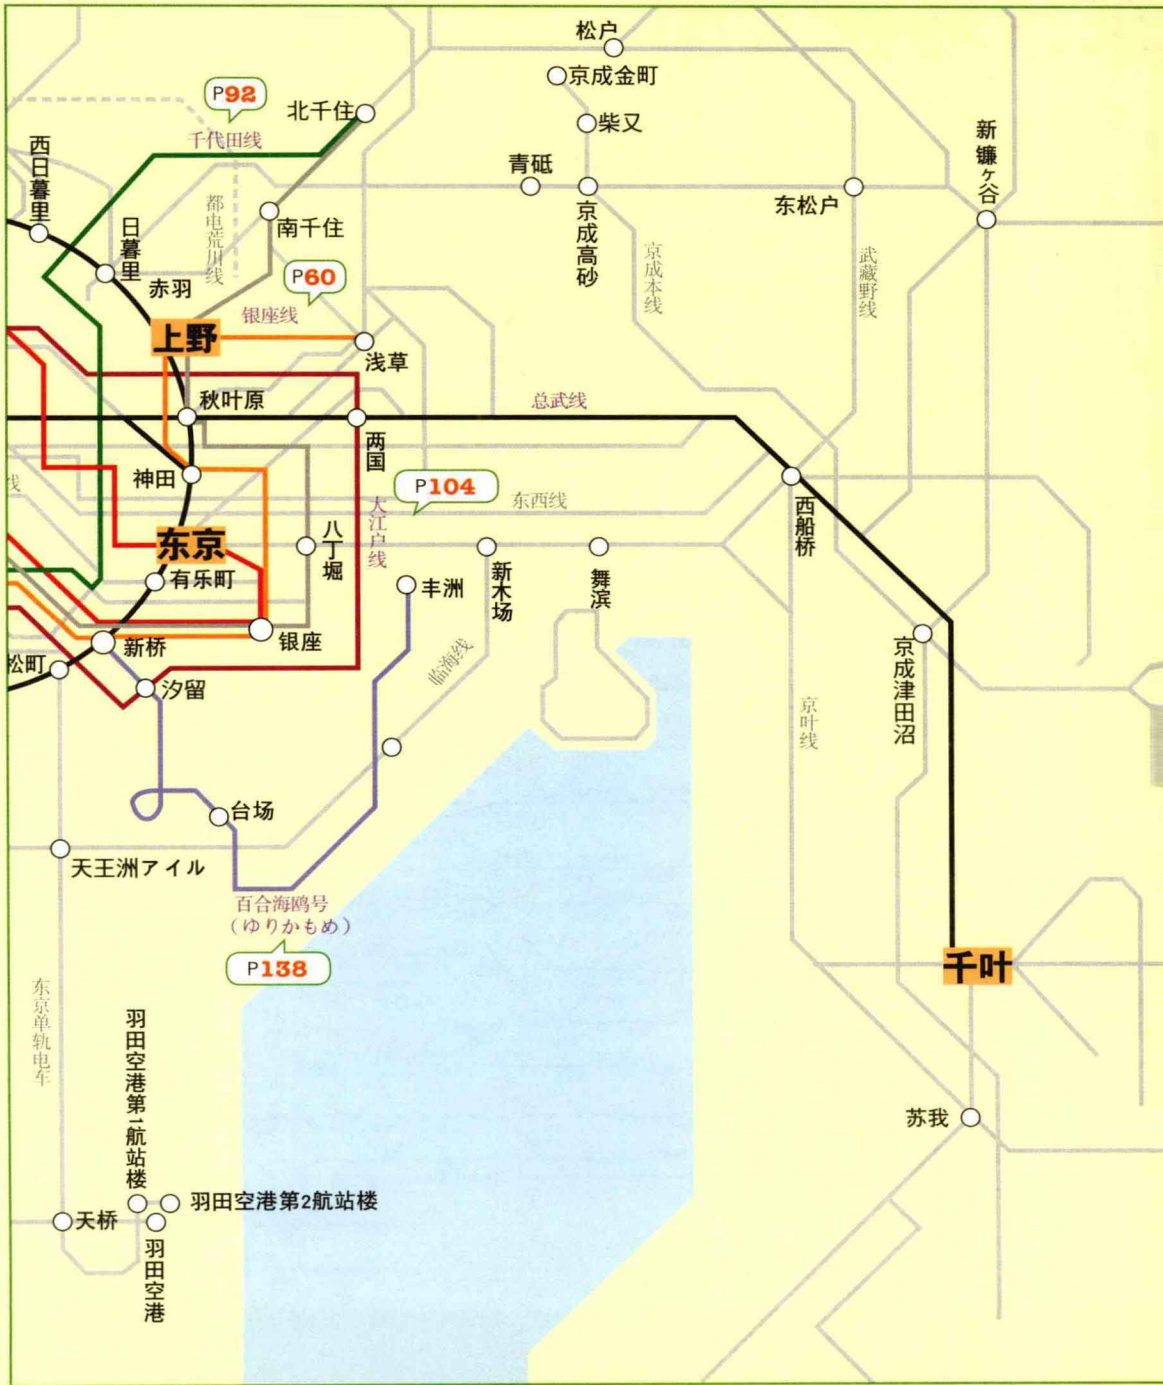 松户
京成金町
P92
北千住
柴又
千代田线
新镰ヶ谷
西日暮里
青砥
东松户
日暮里
都电荒川线
南千住
京成高砂
京成本线
武藏野线
赤羽
P60
银座线
上野
浅草
秋叶原
总武线
两国
神田
线
P104
东西线
大江户线
西船桥
东京
八丁堀
有乐町
丰洲
新木场
舞滨
银座
新桥
松町
汐留
临海线
京成津田沼
京叶线
台场
天王洲アイル
百合海鸥号
（ゆりかもめ）
P138
千叶
东京单轨电车
羽田空港第1航站楼
苏我
羽田空港第2航站楼
天桥
羽田空港